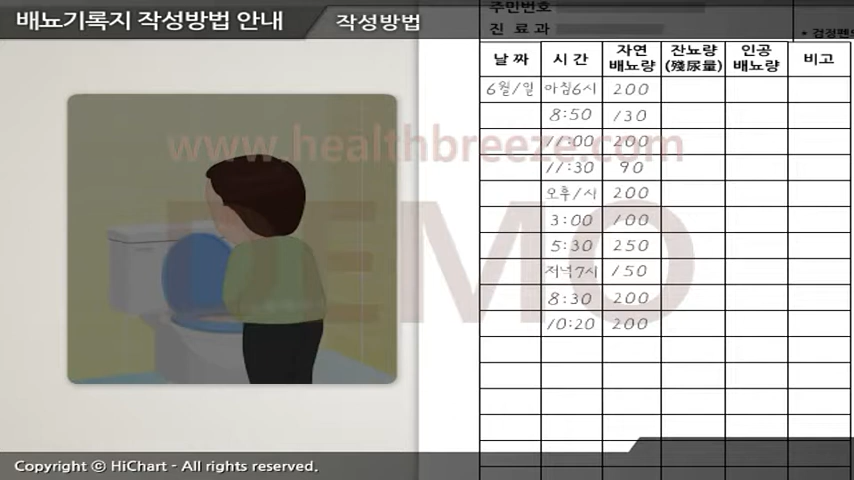 배뇨기록지 작성방법 안내
작성방법
주민번호
진 료 과
* 검정펜으
날 짜 시 간 자연 배뇨량 잔뇨량 (殘尿量) 인공 배뇨량 비고
6월/일 아침6시 200
8:50 130
11:00 200
11:30 90
오후1시 200
3:00 100
5:30 250
저녁7시 150
8:30 200
10:20 200
www.healthbreeze.com
DEMO
Copyright ⓒ HiChart - All rights reserved.